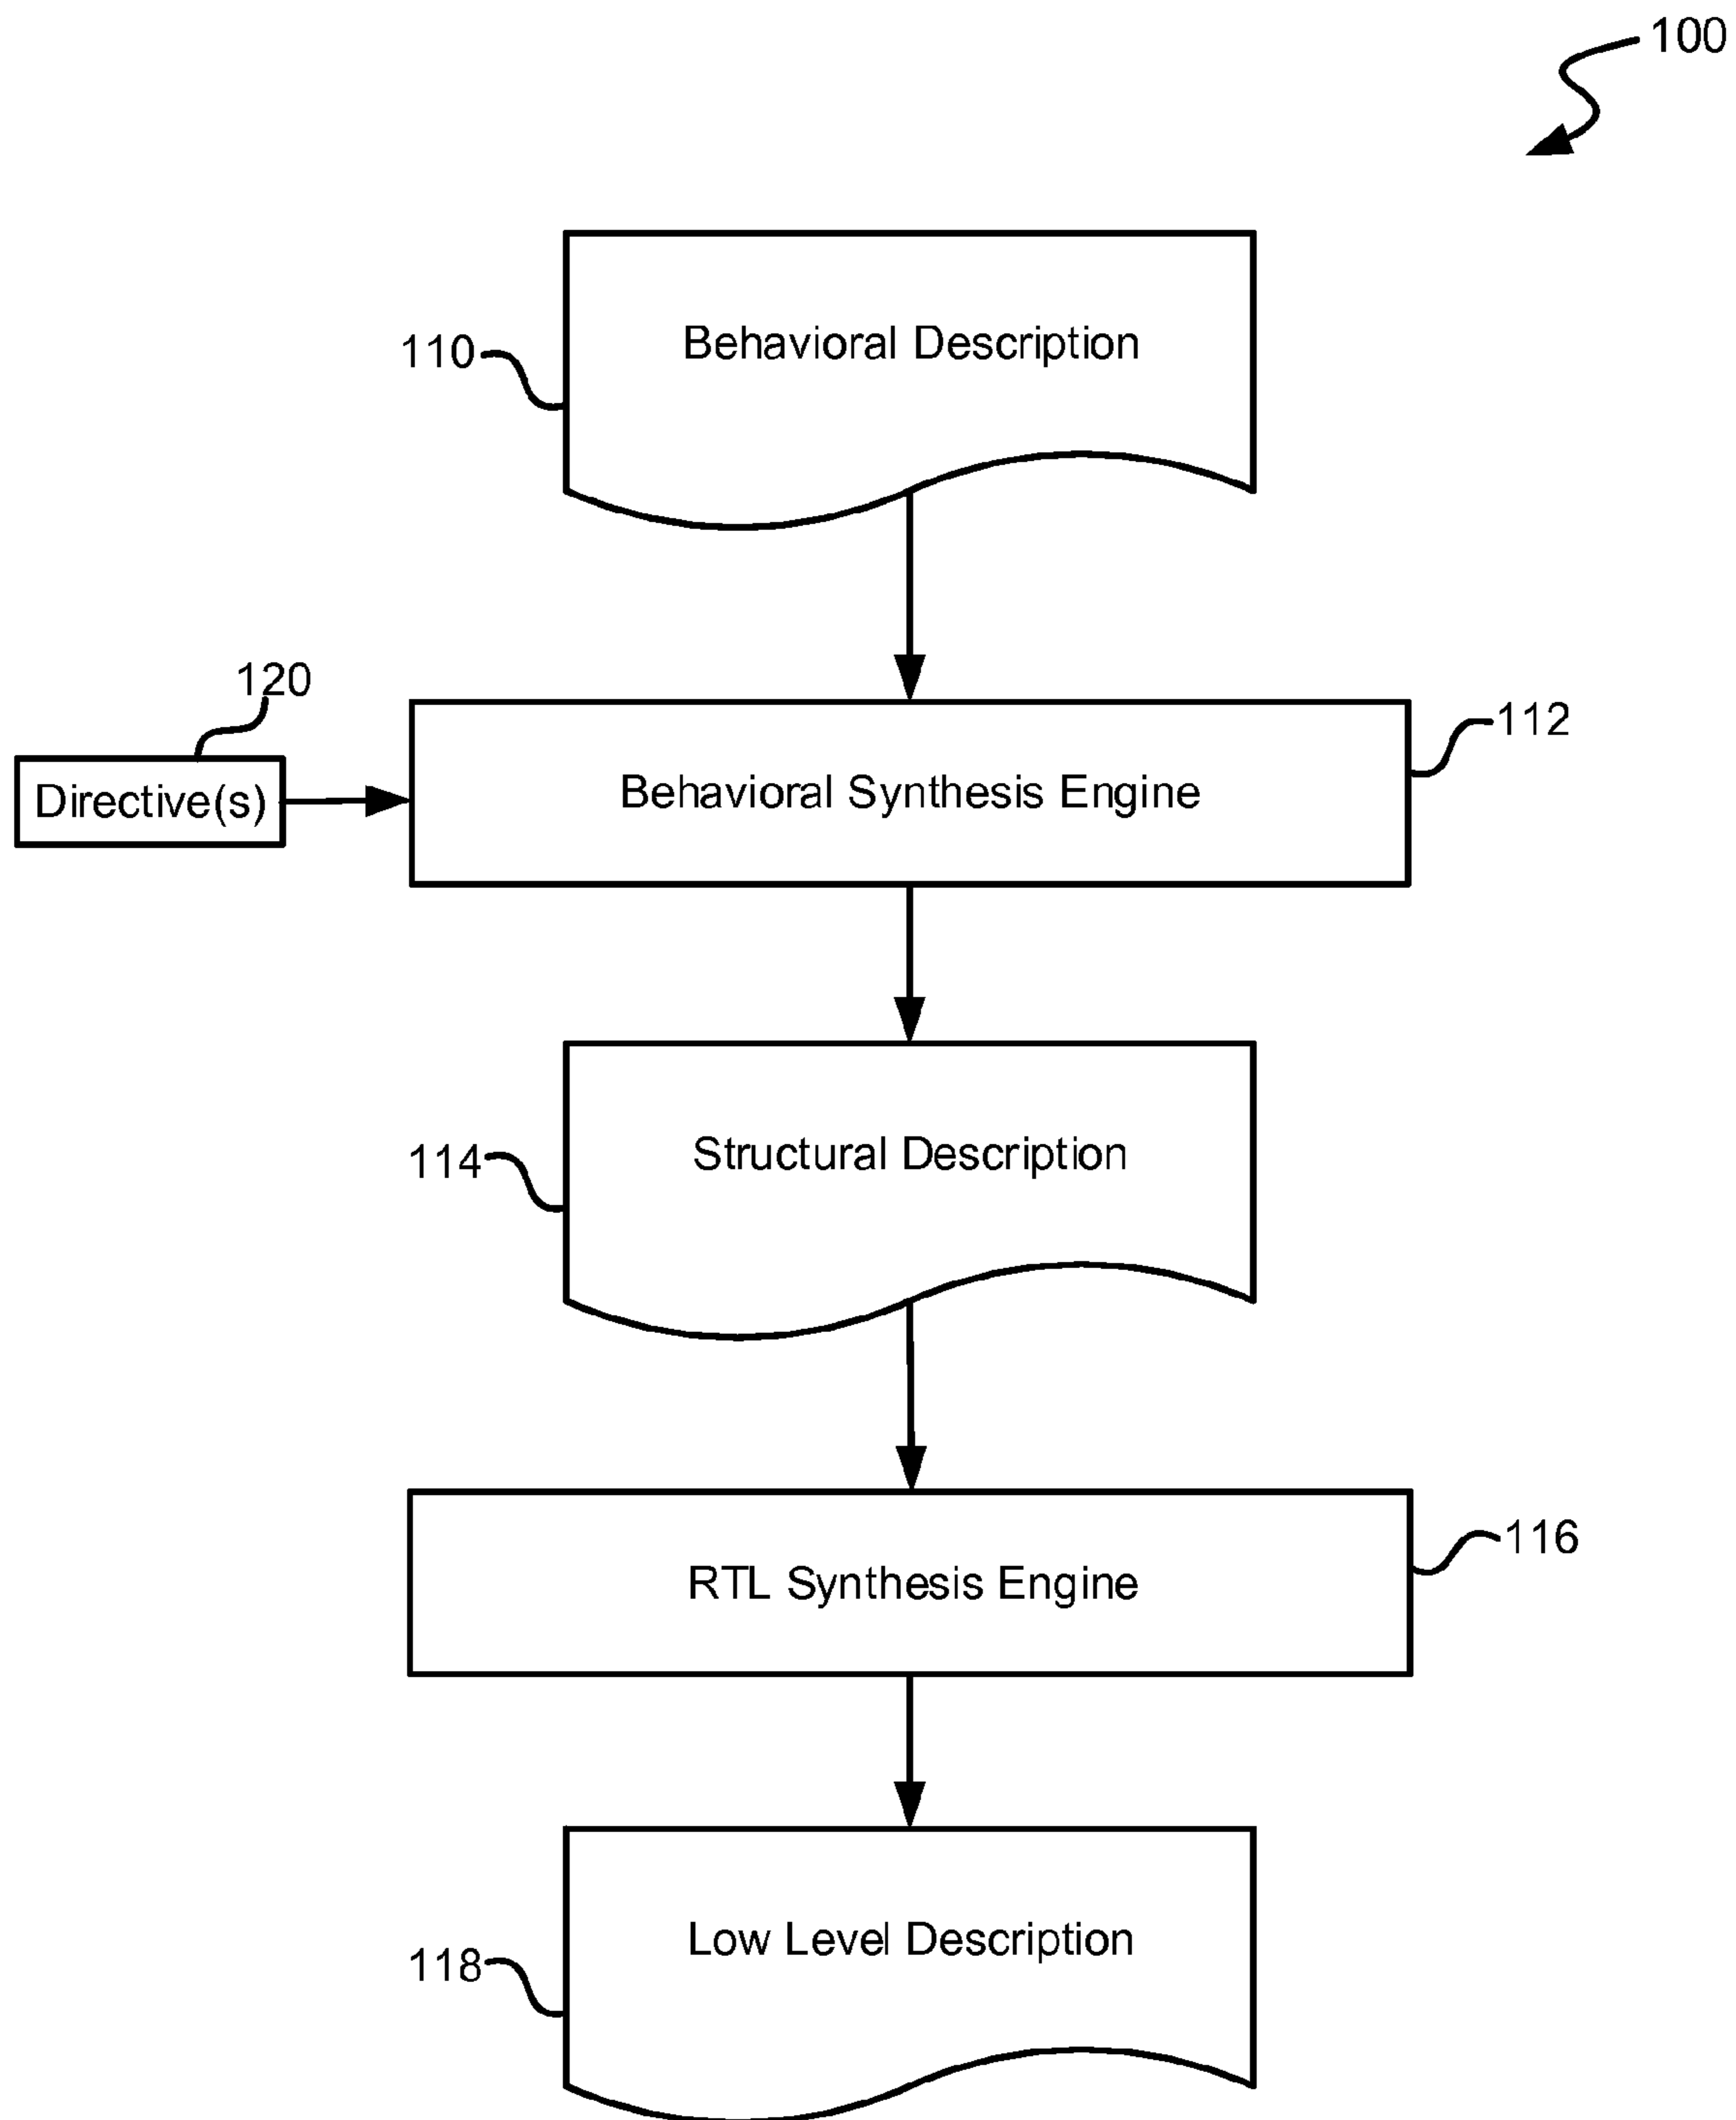 100
110
Behavioral Description
120
112
Directive(s)
Behavioral Synthesis Engine
114
Structural Description
116
RTL Synthesis Engine
118
Low Level Description